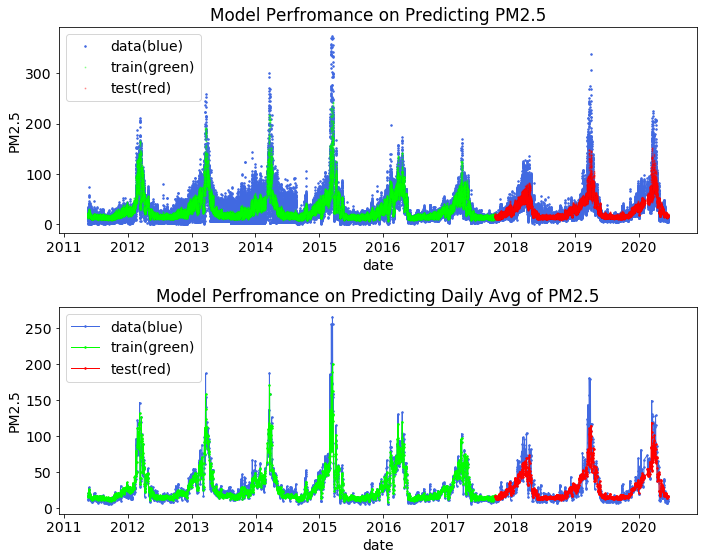 Model Perfromance on Predicting PM2.5
data(blue)
train(green)
test(red)
PM2.5
300
200
100
0
2011 2012 2013 2014 2015 2016 2017 2018 2019 2020
date
Model Perfromance on Predicting Daily Avg of PM2.5
data(blue)
train(green)
test(red)
PM2.5
250
200
150
100
50
0
2011 2012 2013 2014 2015 2016 2017 2018 2019 2020
date